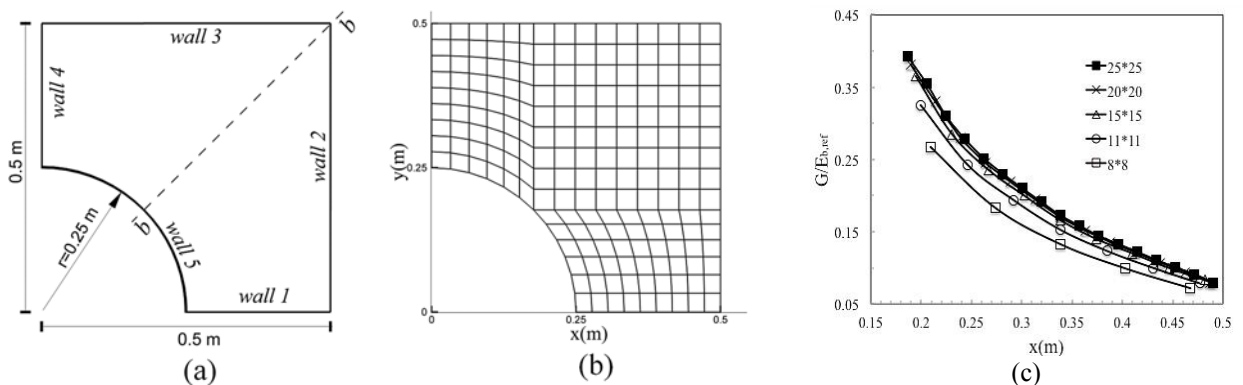 wall 3
b
wall 4
0.5 m
wall 2
r=0.25 m
b
wall 5
wall 1
0.5 m
(a)
0.5
y(m)
0.25
0
0
0.25
0.5
x(m)
(b)
0.45
0.35
0.25
0.15
0.05
G/Eb,ref
25*25
20*20
15*15
11*11
8*8
0.15
0.2
0.25
0.3
0.35
0.4
0.45
0.5
x(m)
(c)